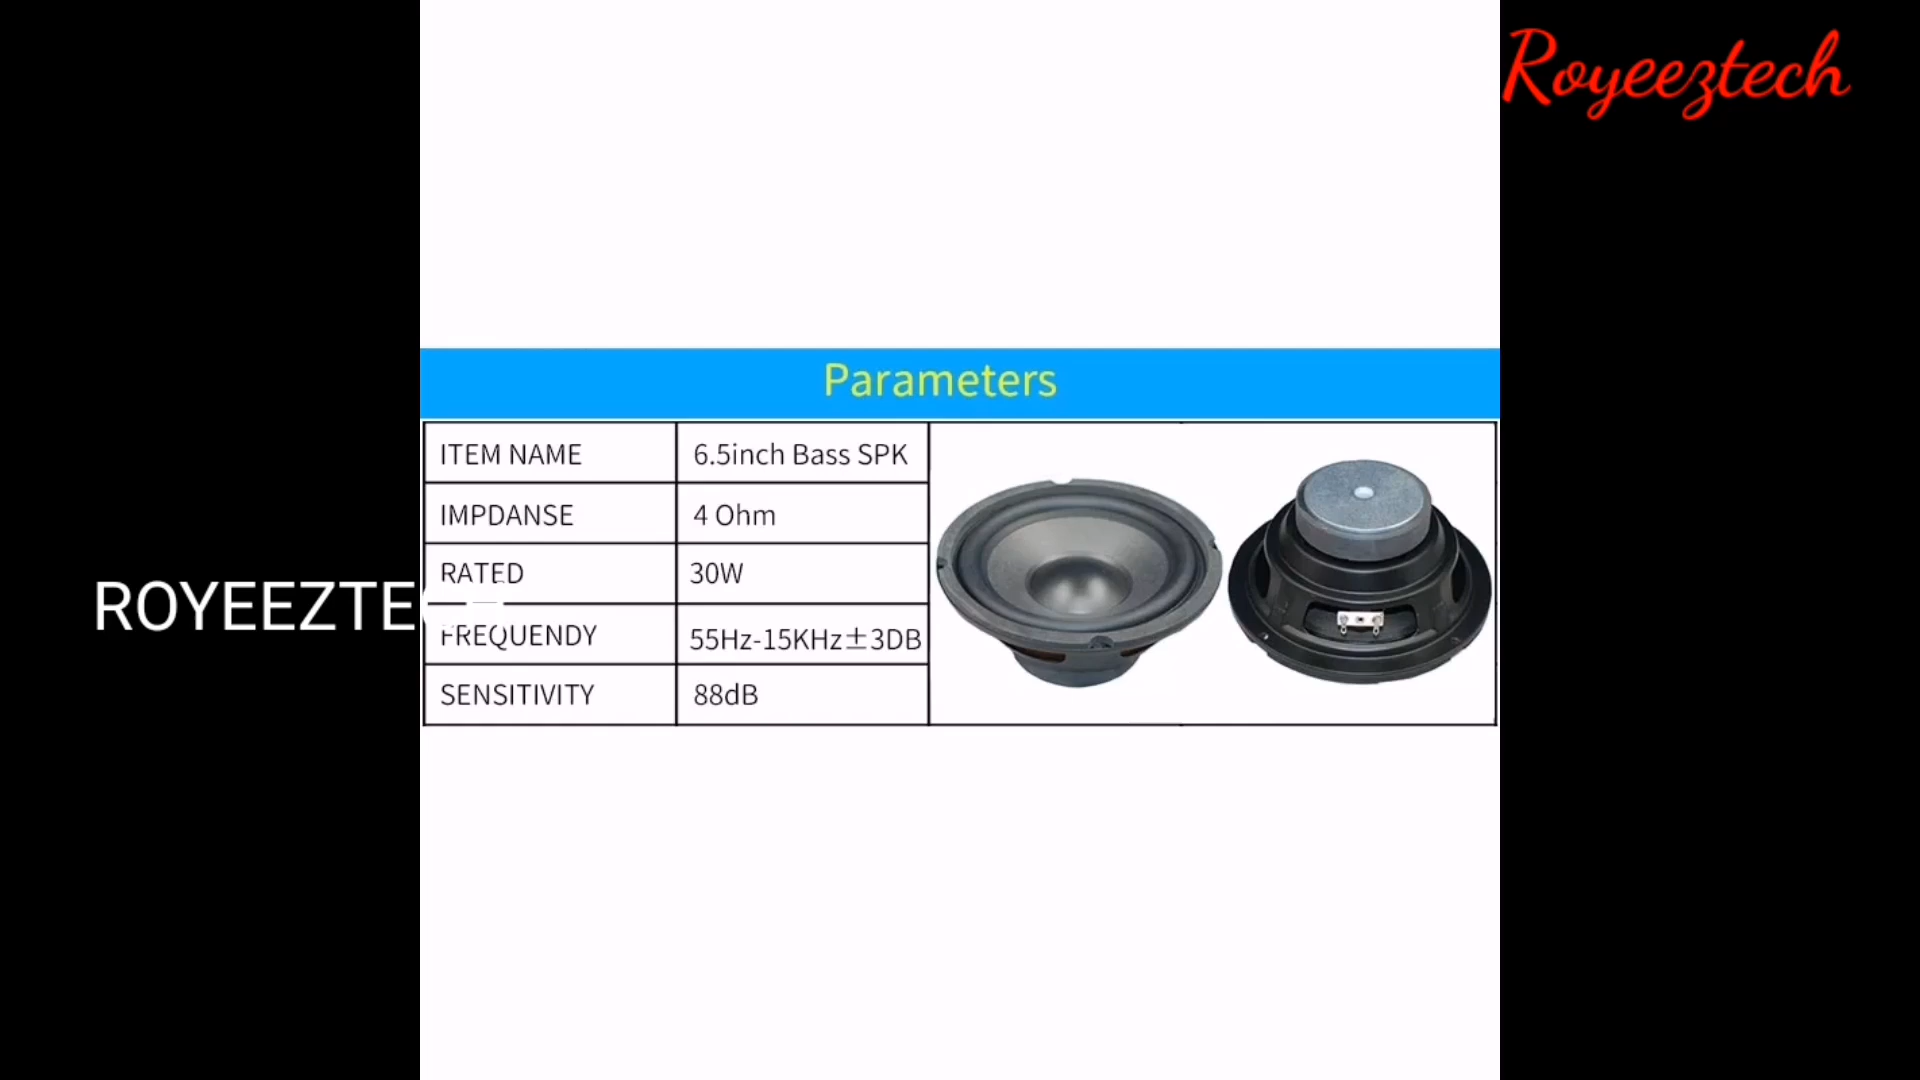 Royeeztech
Parameters
ITEM NAME 6.5inch Bass SPK
IMPDANSE 4 Ohm
RATED 30W
ROYEEZTE
FREQUENDY 55Hz-15KHz±3DB
SENSITIVITY 88dB